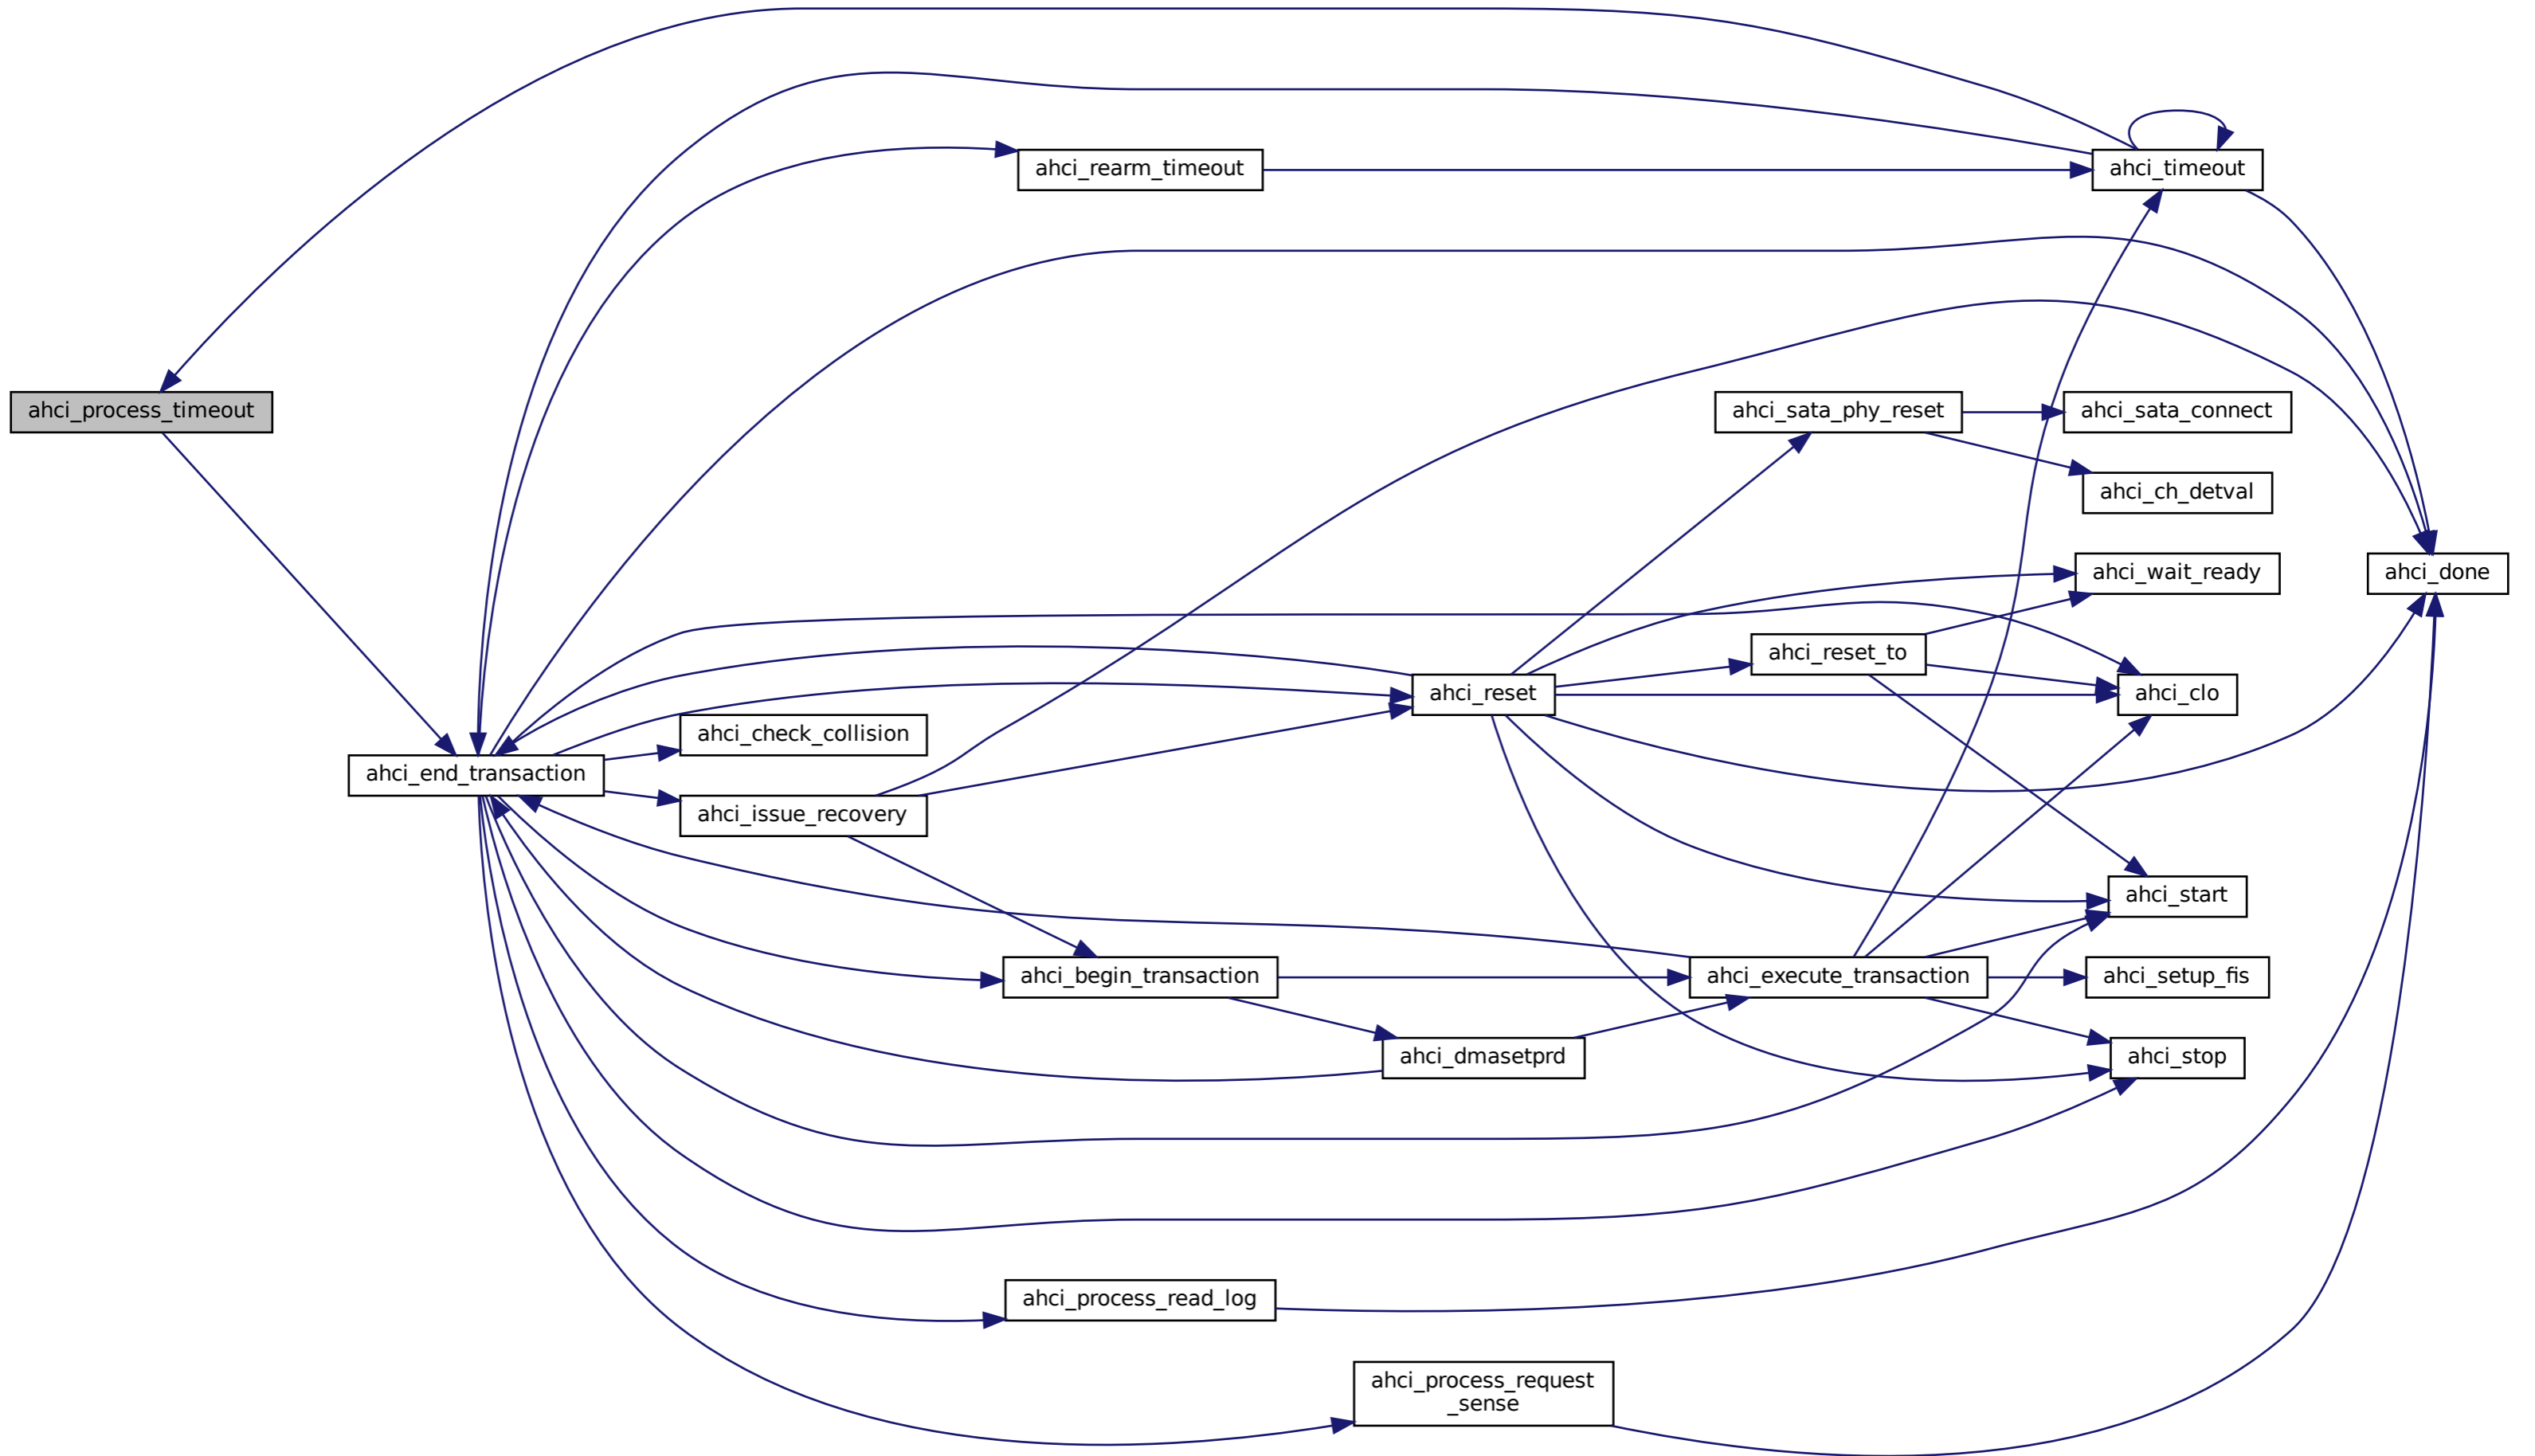 ahci_rearm_timeout
ahci_timeout
ahci_process_timeout
ahci_sata_phy_reset
ahci_sata_connect
ahci_ch_detval
ahci_wait_ready
ahci_done
ahci_reset_to
ahci_reset
ahci_clo
ahci_check_collision
ahci_end_transaction
ahci_issue_recovery
ahci_start
ahci_begin_transaction
ahci_execute_transaction
ahci_setup_fis
ahci_dmasetprd
ahci_stop
ahci_process_read_log
ahci_process_request
_sense